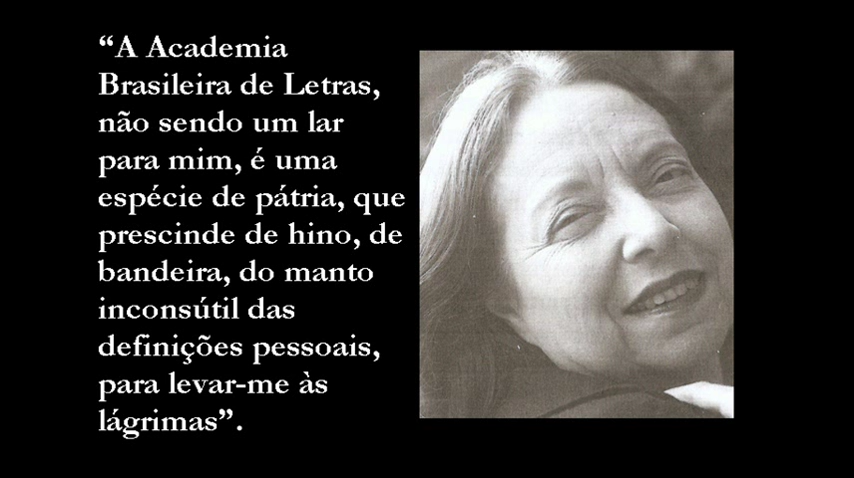 “A Academia
Brasileira de Letras,
não sendo um lar
para mim, é uma
espécie de pátria, que
prescinde de hino, de
bandeira, do manto
inconsútil das
definições pessoais,
para levar-me às
lágrimas”.